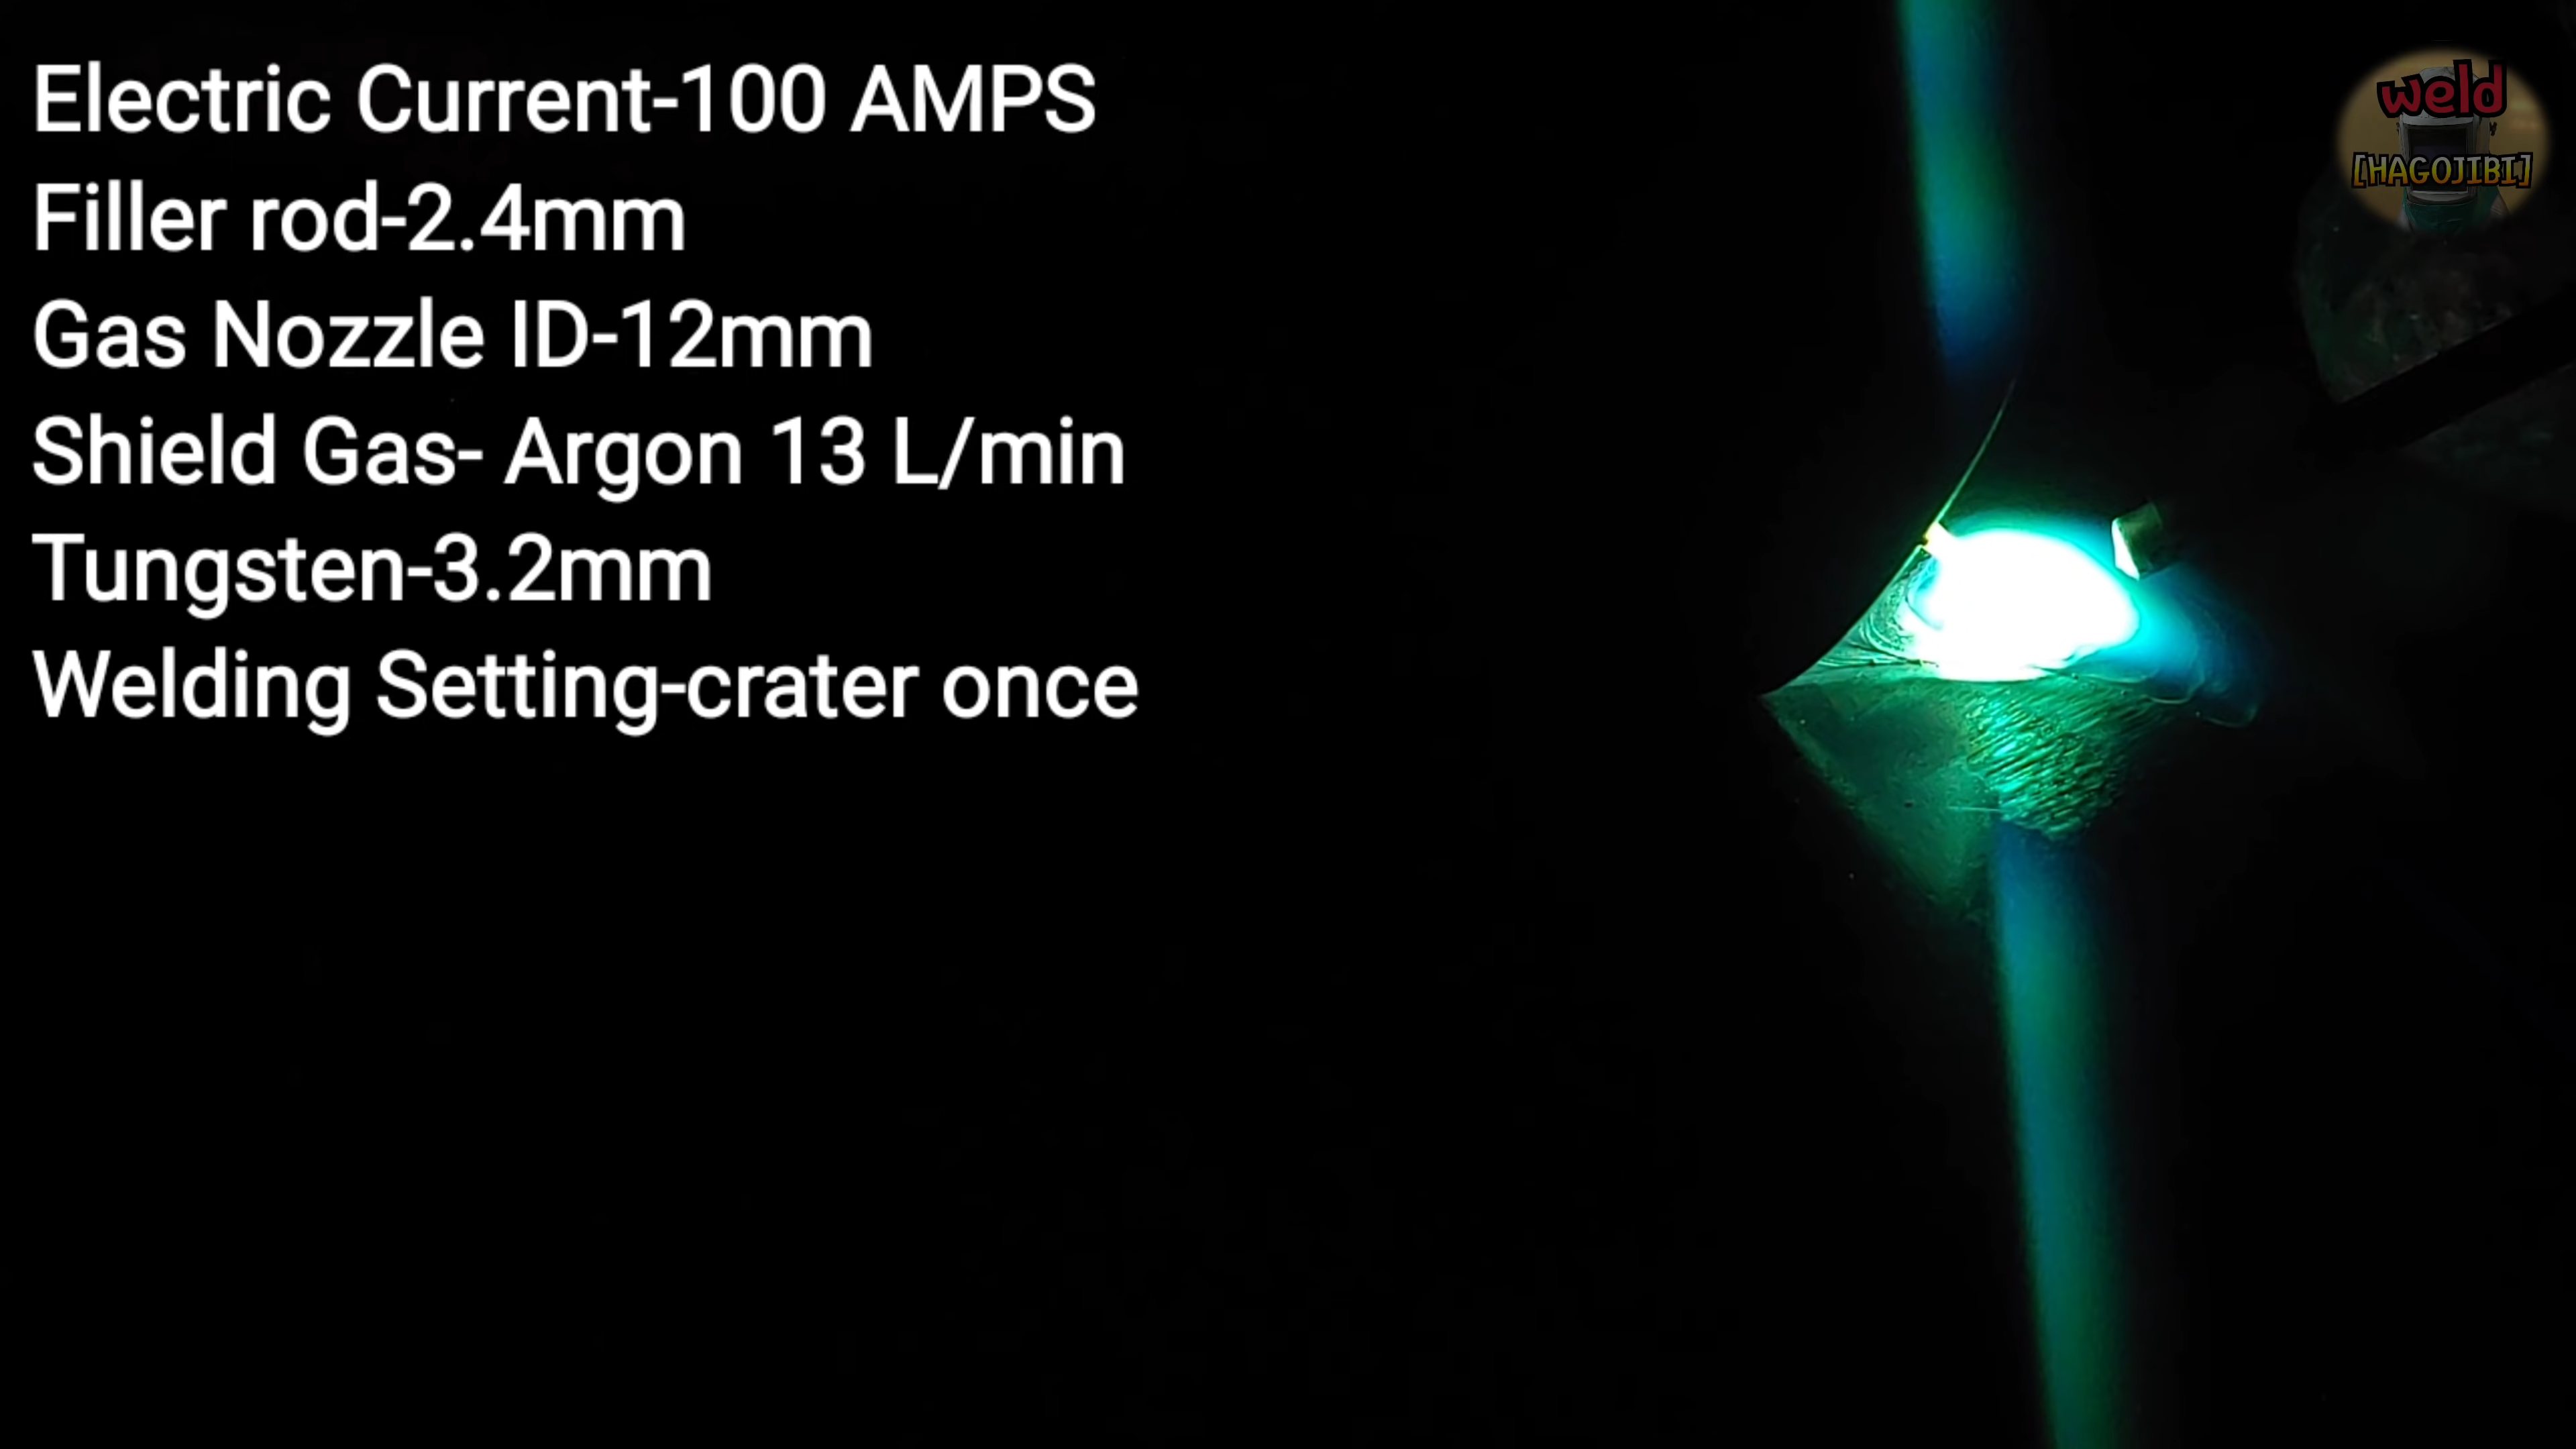 Electric Current-100 AMPS
Filler rod-2.4mm
Gas Nozzle ID-12mm
Shield Gas- Argon 13 L/min
Tungsten-3.2mm
Welding Setting-crater once
weld
[HAGOJIBI]